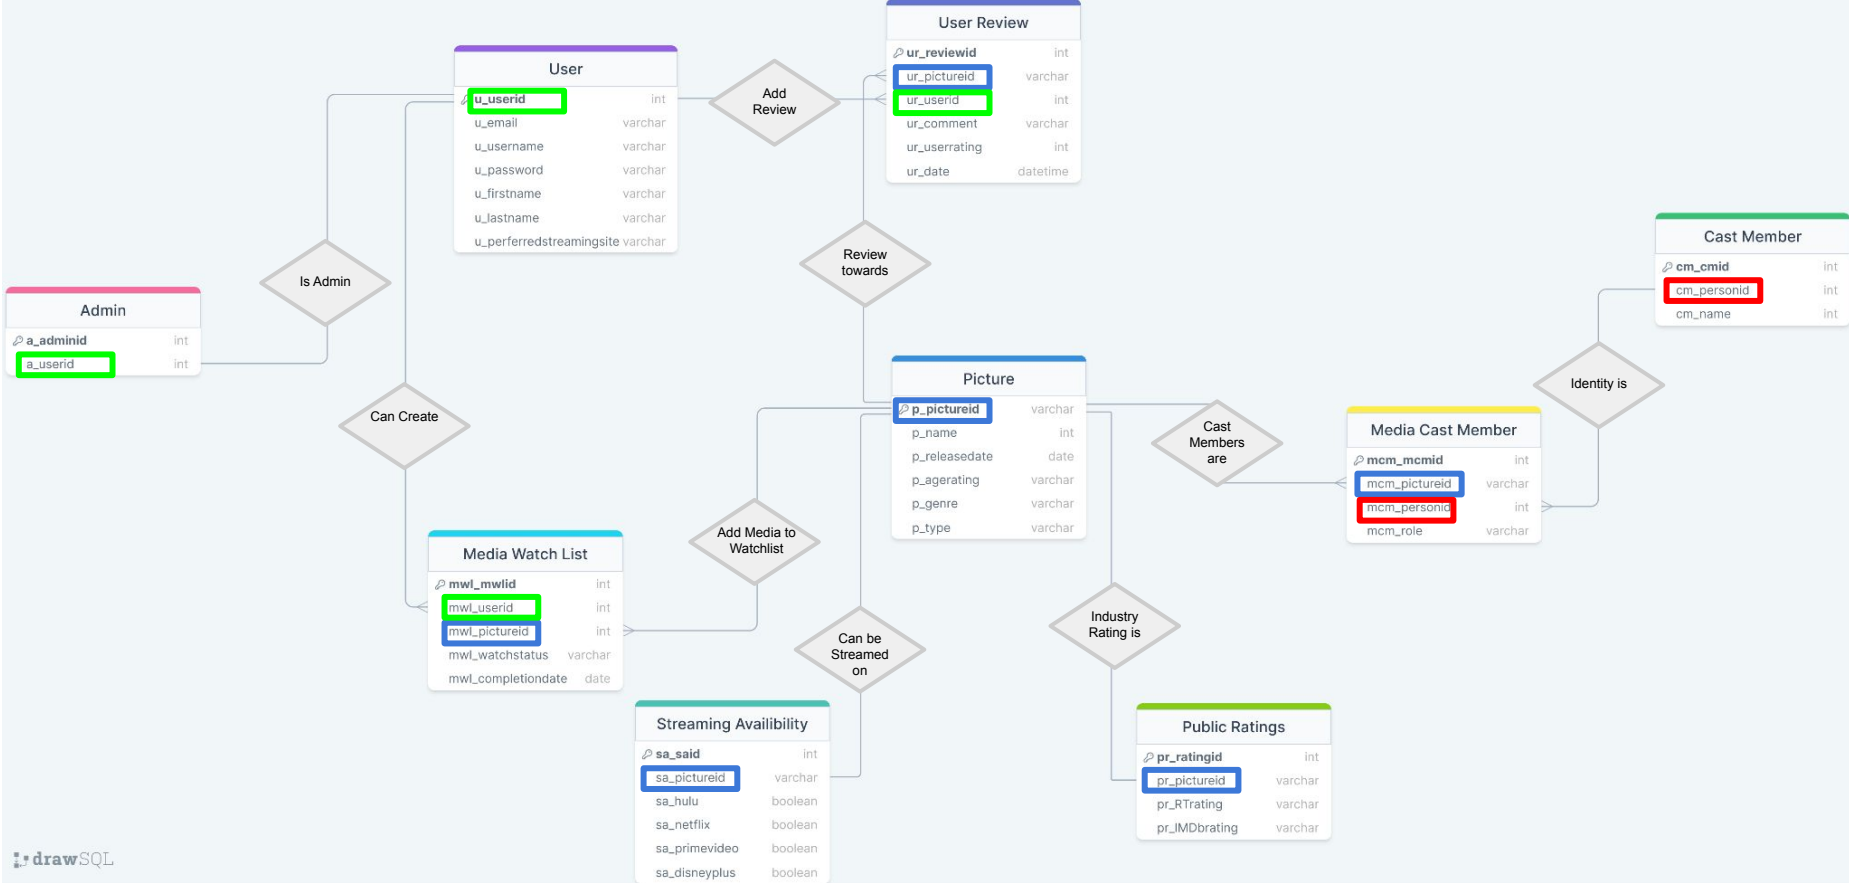 User Review
ur_reviewid int
ur_pictureid varchar
ur_userid int
ur_comment varchar
ur_userrating int
ur_date datetime
User
u_userid int
u_email varchar
u_username varchar
u_password varchar
u_firstname varchar
u_lastname varchar
u_perferredstreamingsite varchar
Add
Review
Review
towards
Is Admin
Admin
a_adminid int
a_userid int
Can Create
Cast Member
cm_cmid int
cm_personid int
cm_name int
Identity is
Picture
p_pictureid varchar
p_name int
p_releasedate date
p_agerating varchar
p_genre varchar
p_type varchar
Cast
Members
are
Media Cast Member
mcm_mcmid int
mcm_pictureid varchar
mcm_personid int
mcm_role varchar
Media Watch List
mwl_mwlid int
mwl_userid int
mwl_pictureid int
mwl_watchstatus varchar
mwl_completiondate date
Add Media to
Watchlist
Can be
Streamed
on
Industry
Rating is
Streaming Availibility
sa_said int
sa_pictureid varchar
sa_hulu boolean
sa_netflix boolean
sa_primevideo boolean
sa_disneyplus boolean
Public Ratings
pr_ratingid int
pr_pictureid varchar
pr_RTrating varchar
pr_IMDbrating varchar
drawSQL